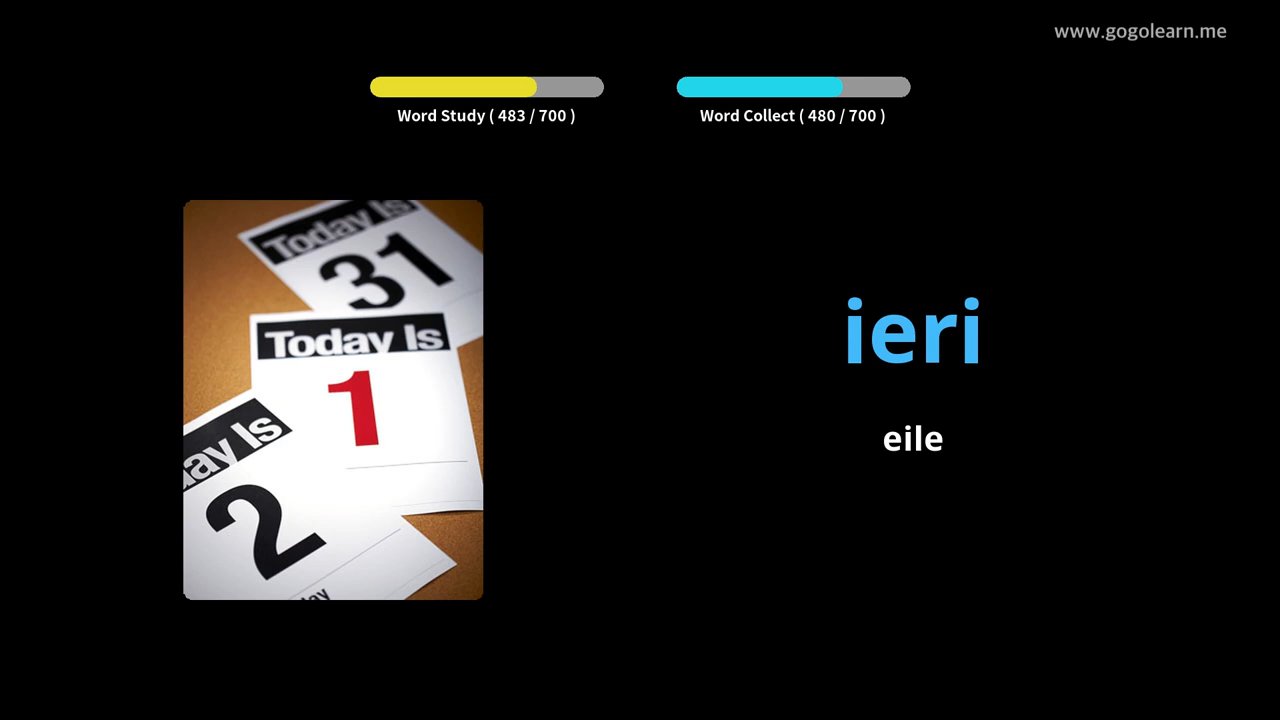 www.gogolearn.me
Word Study ( 483 / 700 )
Word Collect ( 480 / 700 )
Today Is
31
Today Is
1
ay Is
2
ieri
eile